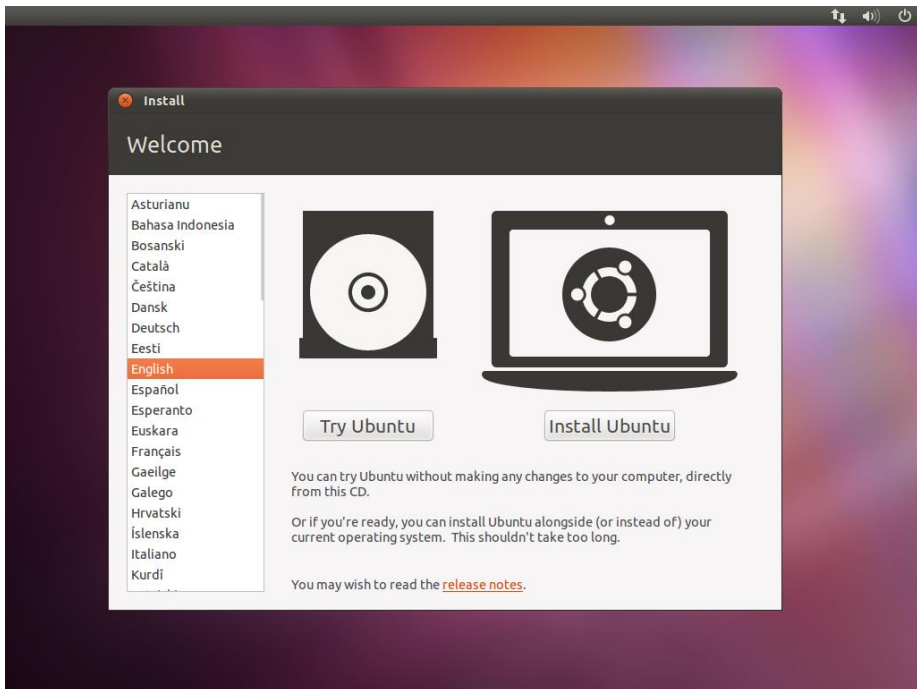 Install
Welcome
Asturianu
Bahasa Indonesia
Bosanski
Català
Čeština
Dansk
Deutsch
Eesti
English
Español
Esperanto
Euskara
Français
Gaeilge
Galego
Hrvatski
Íslenska
Italiano
Kurdî
Try Ubuntu
Install Ubuntu
You can try Ubuntu without making any changes to your computer, directly
from this CD.
Or if you're ready, you can install Ubuntu alongside (or instead of) your
current operating system. This shouldn't take too long.
You may wish to read the release notes.